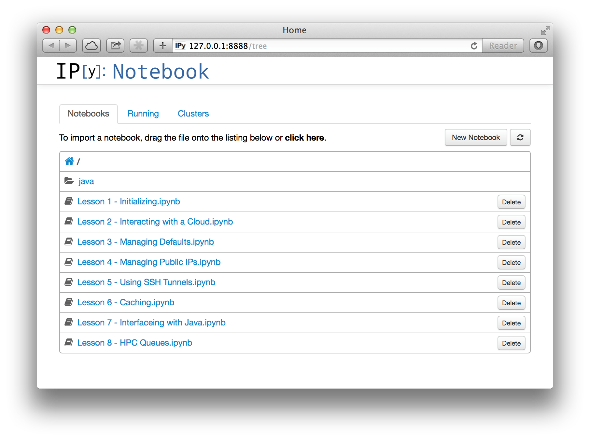 Home
IPy 127.0.0.1:8888/tree
Reader
IP[y]: Notebook
Notebooks Running Clusters
To import a notebook, drag the file onto the listing below or click here. New Notebook
/
java
Lesson 1 - Initializing.ipynb Delete
Lesson 2 - Interacting with a Cloud.ipynb Delete
Lesson 3 - Managing Defaults.ipynb Delete
Lesson 4 - Managing Public IPs.ipynb Delete
Lesson 5 - Using SSH Tunnels.ipynb Delete
Lesson 6 - Caching.ipynb Delete
Lesson 7 - Interfaceing with Java.ipynb Delete
Lesson 8 - HPC Queues.ipynb Delete